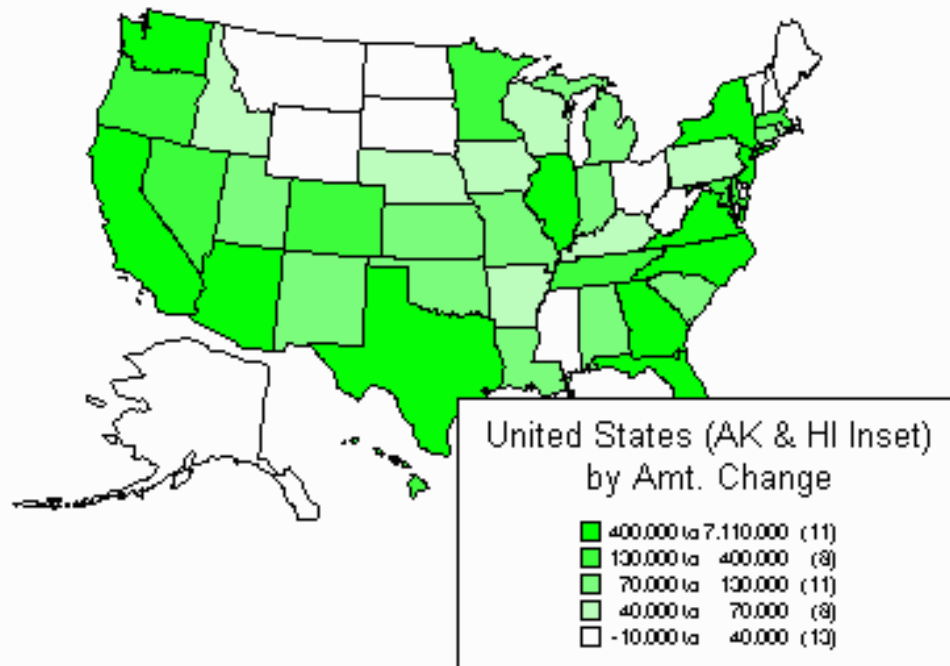 United States (AK & HI Inset)
by Amt. Change
400.000 to 7.110.000 (11)
130.000 to 400.000 (8)
70.000 to 130.000 (11)
40.000 to 70.000 (8)
-10.000 to 40.000 (13)